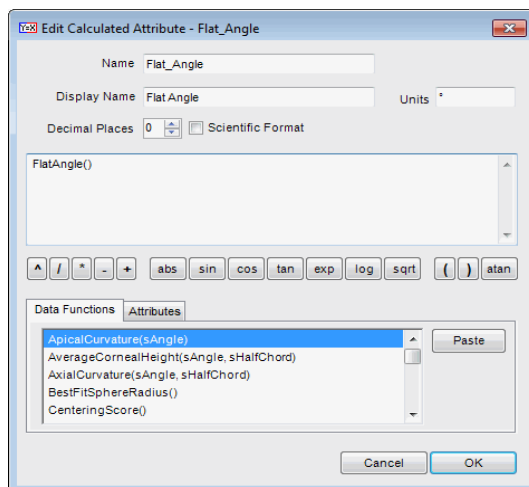 Y=X Edit Calculated Attribute - Flat_Angle
Name Flat_Angle
Display Name Flat Angle Units °
Decimal Places 0 Scientific Format
FlatAngle()
^ / * - + abs sin cos tan exp log sqrt ( ) atan
Data Functions Attributes
ApicalCurvature(sAngle)
AverageCornealHeight(sAngle, sHalfChord)
AxialCurvature(sAngle, sHalfChord)
BestFitSphereRadius()
CenteringScore()
Paste
Cancel OK